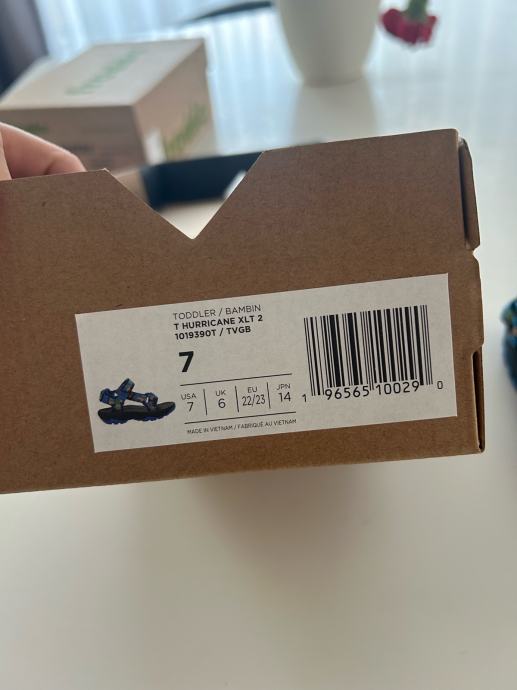 TODDLER / BAMBIN
T HURRICANE XLT 2
1019390T / TVGB
7
USA UK EU JPN
7 6 22/23 14
MADE IN VIETNAM / FABRIQUÉ AU VIETNAM
1 96565 10029 0